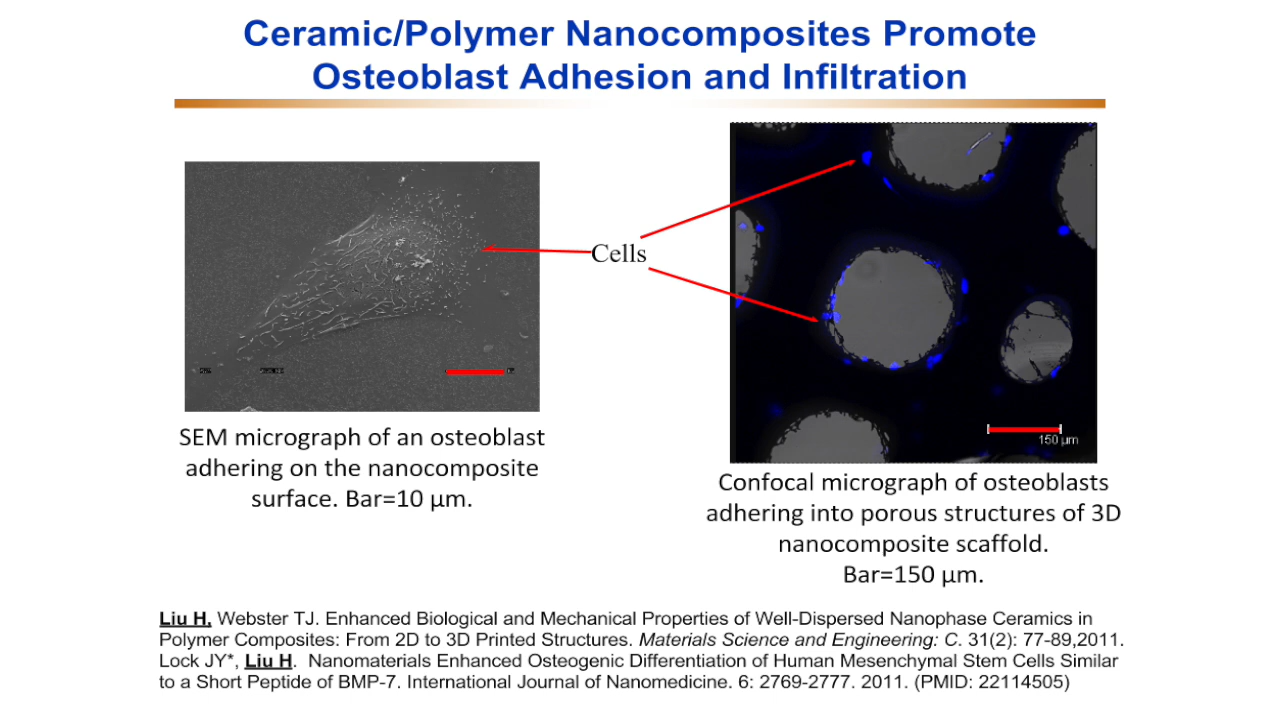 Ceramic/Polymer Nanocomposites Promote
Osteoblast Adhesion and Infiltration
Cells
150 µm
SEM micrograph of an osteoblast
adhering on the nanocomposite
surface. Bar=10 µm.
Confocal micrograph of osteoblasts
adhering into porous structures of 3D
nanocomposite scaffold.
Bar=150 µm.
Liu H, Webster TJ. Enhanced Biological and Mechanical Properties of Well-Dispersed Nanophase Ceramics in
Polymer Composites: From 2D to 3D Printed Structures. Materials Science and Engineering: C. 31(2): 77-89,2011.
Lock JY*, Liu H. Nanomaterials Enhanced Osteogenic Differentiation of Human Mesenchymal Stem Cells Similar
to a Short Peptide of BMP-7. International Journal of Nanomedicine. 6: 2769-2777. 2011. (PMID: 22114505)